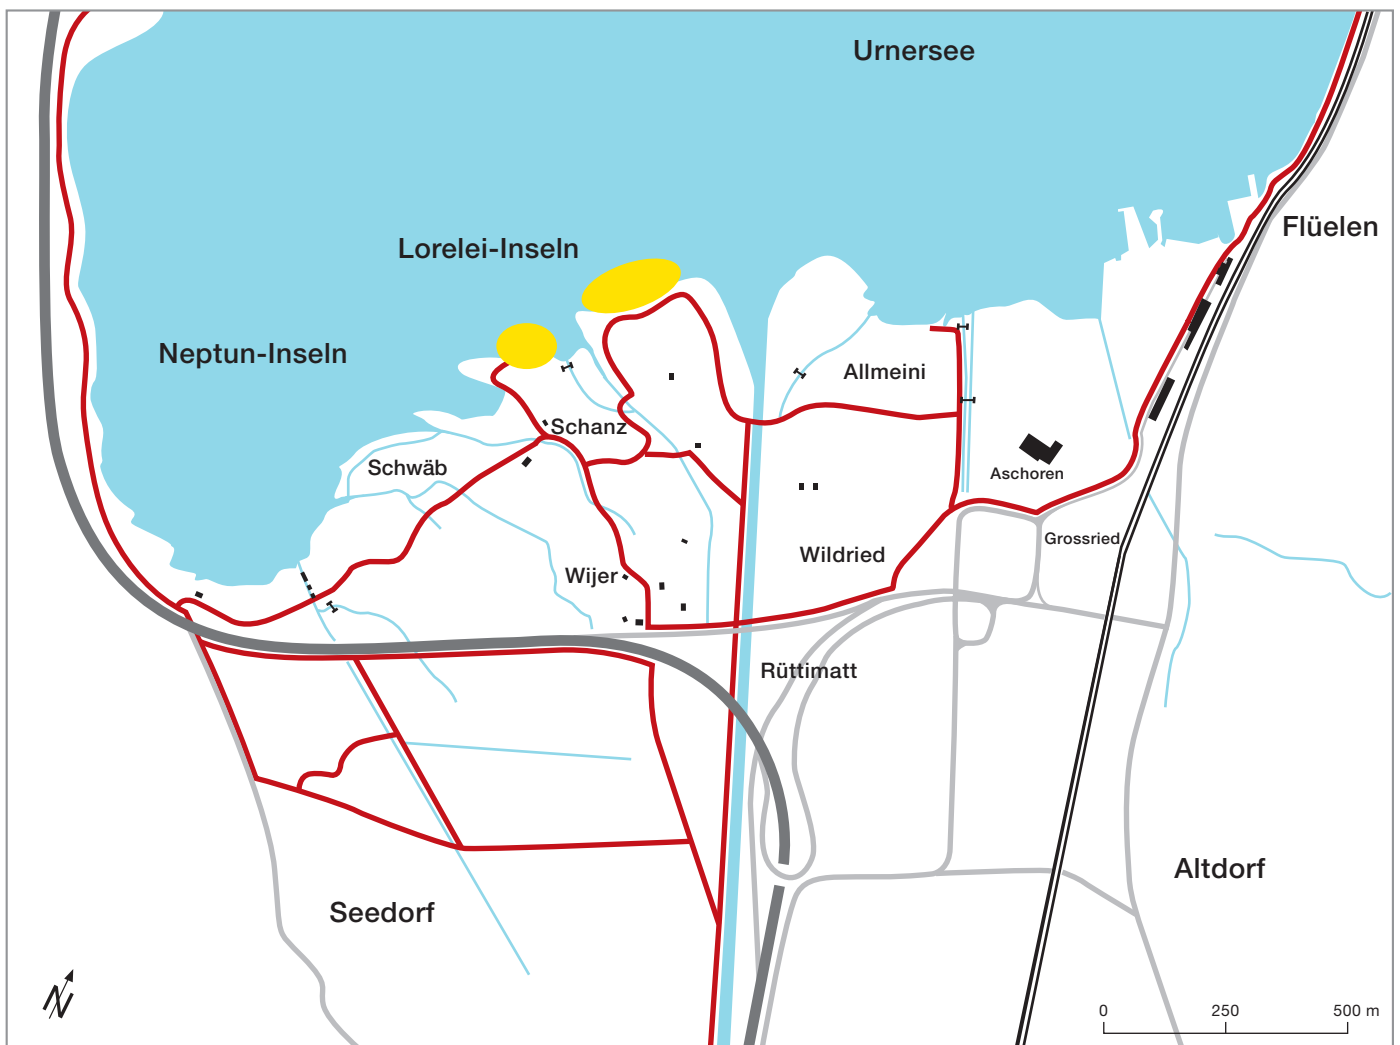 Urnersee
Flüelen
Lorelei-Inseln
Neptun-Inseln
Allmeini
Schanz
Schwäb
Aschoren
Grossried
Wildried
Wijer
Rüttimatt
Altdorf
Seedorf
N
0 250 500 m